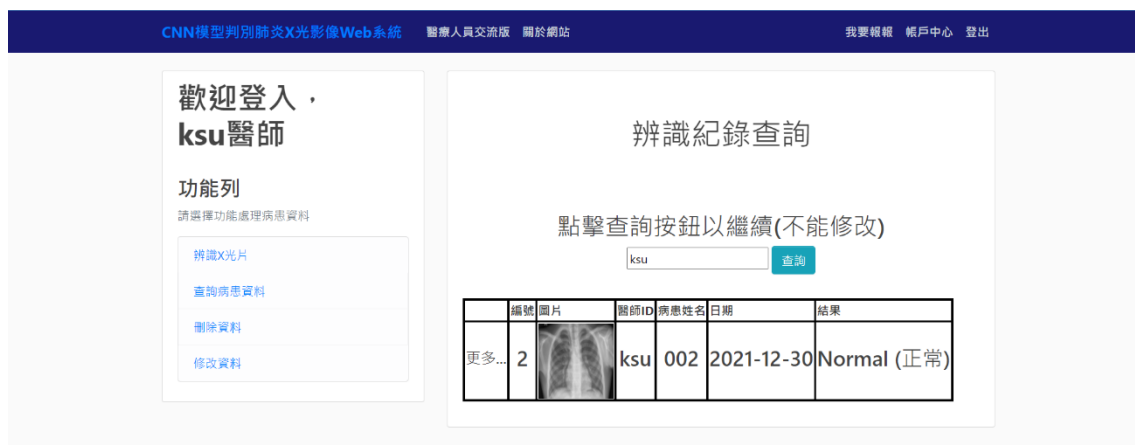 CNN模型判別肺炎X光影像Web系統 醫療人員交流版 關於網站 我要報報 帳戶中心 登出
歡迎登入，
ksu醫師
功能列
請選擇功能處理病患資料
辨識X光片
查詢病患資料
刪除資料
修改資料
辨識紀錄查詢
點擊查詢按鈕以繼續(不能修改)
ksu 查詢
編號 圖片 醫師ID 病患姓名 日期 結果
更多... 2 ksu 002 2021-12-30 Normal (正常)